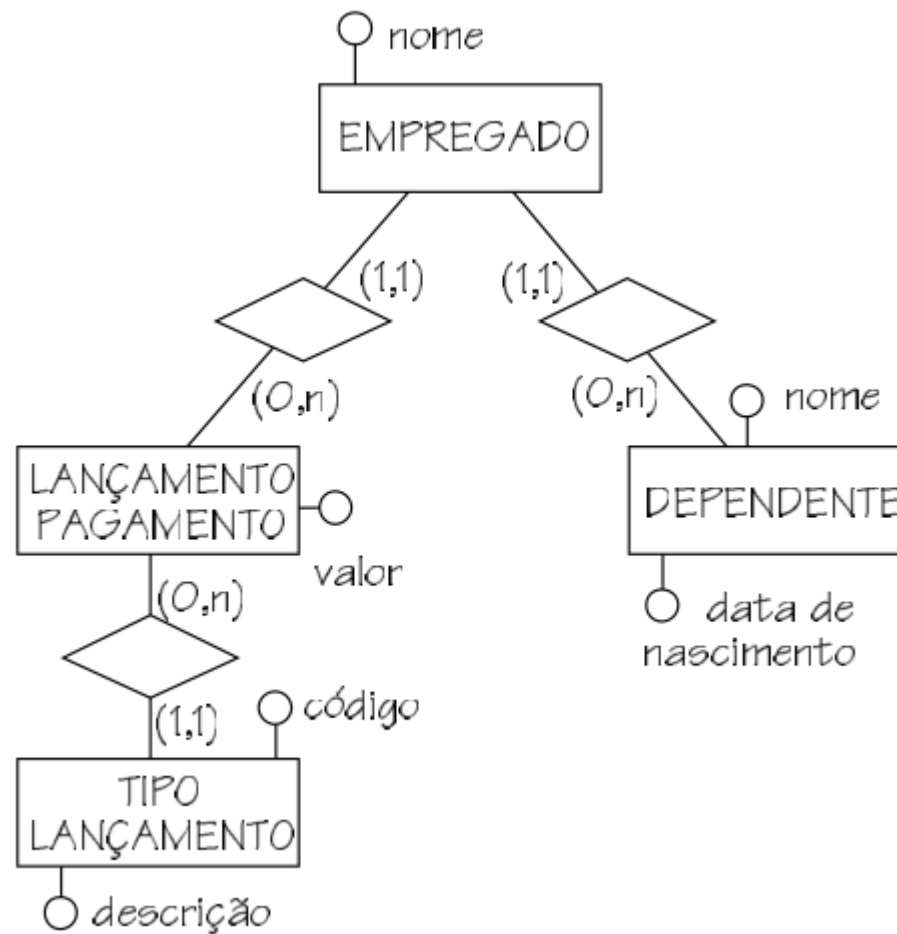 nome
EMPREGADO
(1,1)
(1,1)
(0,n)
(0,n)
nome
LANÇAMENTO
PAGAMENTO
DEPENDENTE
valor
(0,n)
data de
nascimento
código
(1,1)
TIPO
LANÇAMENTO
descrição